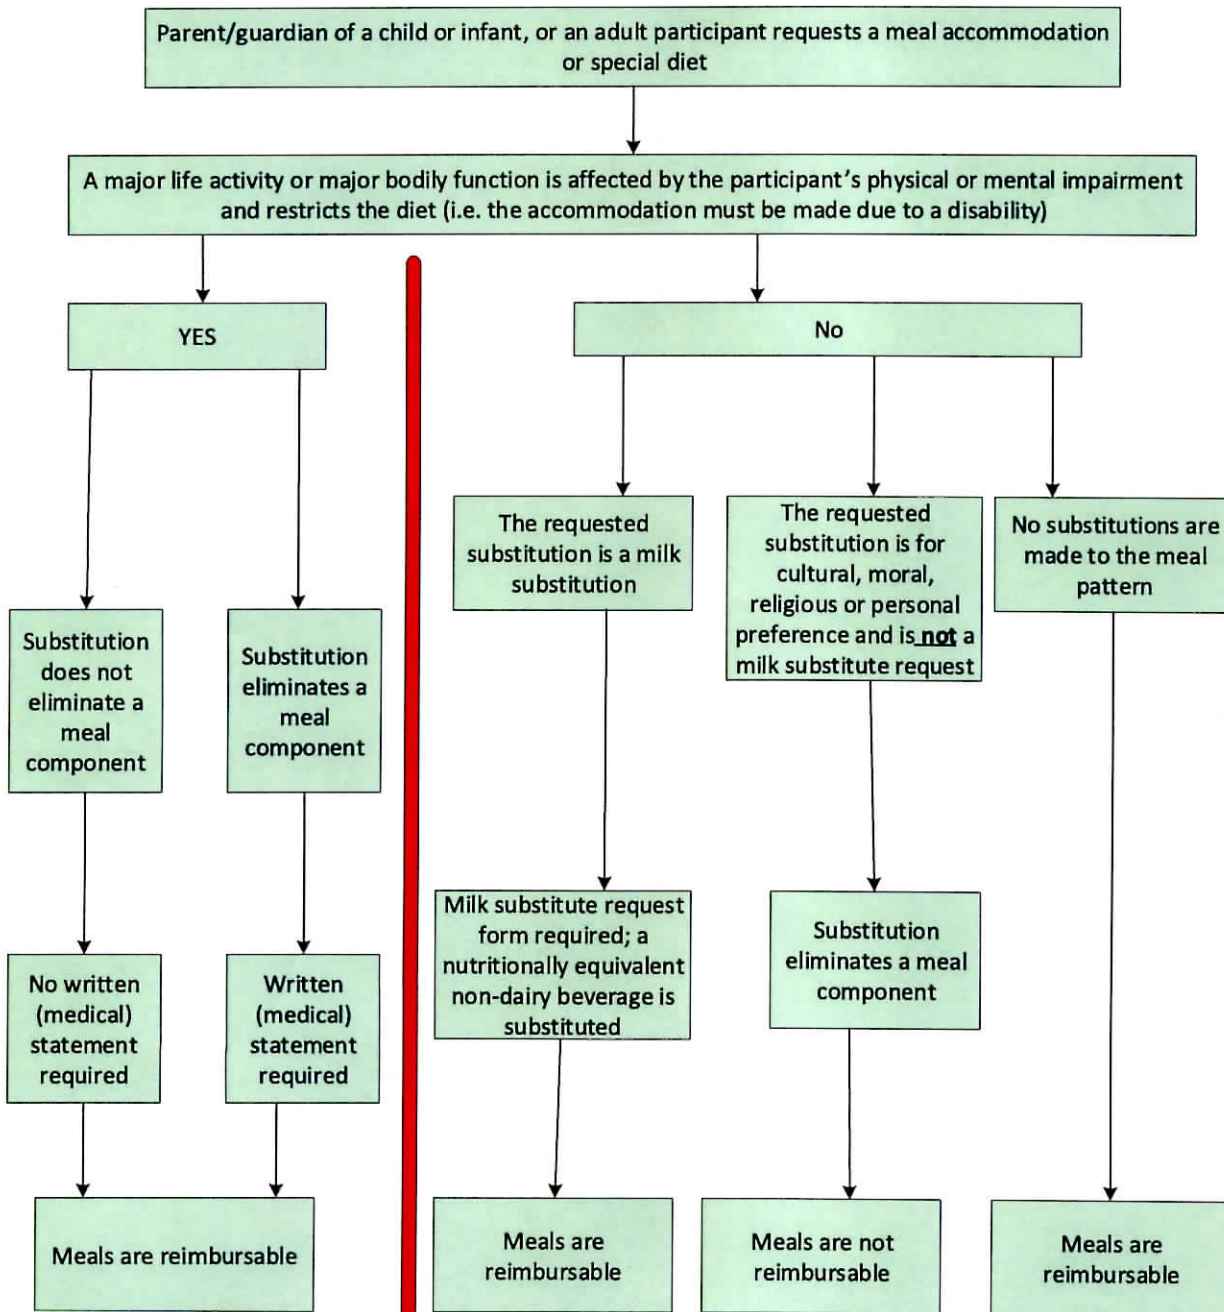 Parent/guardian of a child or infant, or an adult participant requests a meal accommodation
or special diet
A major life activity or major bodily function is affected by the participant's physical or mental impairment
and restricts the diet (i.e. the accommodation must be made due to a disability)
YES
No
Substitution
does not
eliminate a
meal
component
Substitution
eliminates a
meal
component
The requested
substitution is a milk
substitution
The requested
substitution is for
cultural, moral,
religious or personal
preference and is not a
milk substitute request
No substitutions are
made to the meal
pattern
No written
(medical)
statement
required
Written
(medical)
statement
required
Milk substitute request
form required; a
nutritionally equivalent
non-dairy beverage is
substituted
Substitution
eliminates a meal
component
Meals are reimbursable
Meals are
reimbursable
Meals are not
reimbursable
Meals are
reimbursable